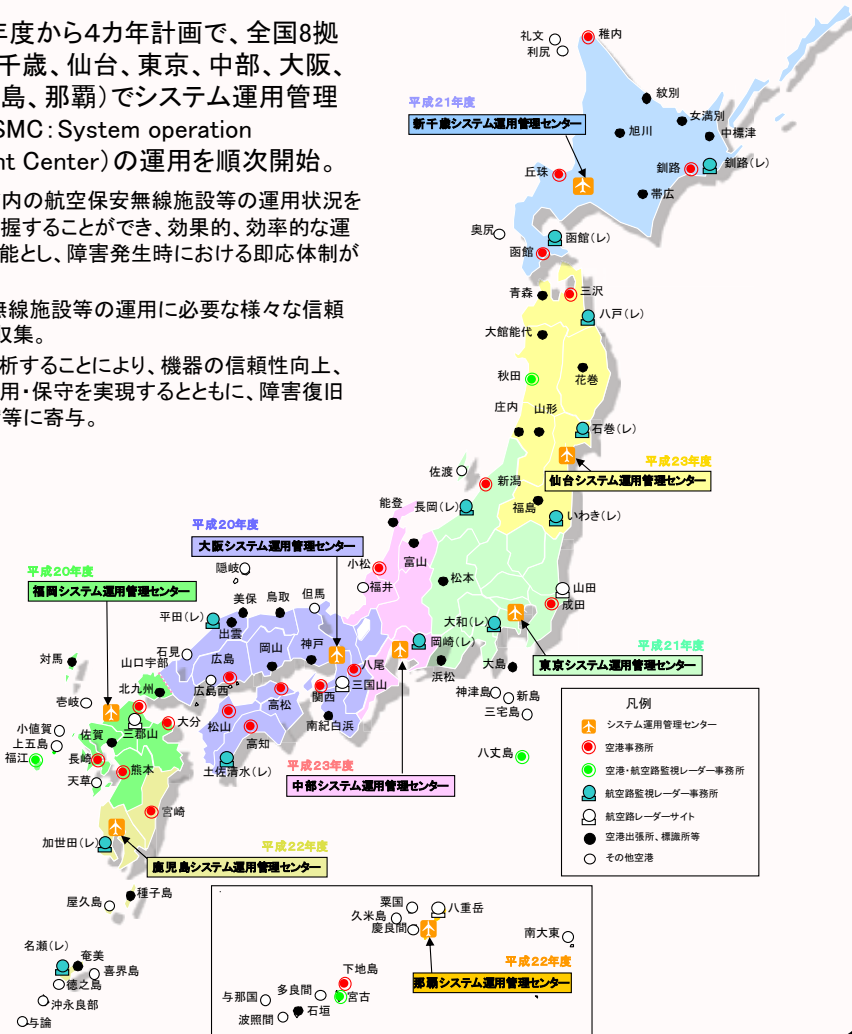 年度から4カ年計画で、全国8拠
千歳、仙台、東京、中部、大阪、
島、那覇）でシステム運用管理
SMC：System operation
nt Center）の運用を順次開始。
内の航空保安無線施設等の運用状況を
握することができ、効果的、効率的な運
能とし、障害発生時における即応体制が
無線施設等の運用に必要な様々な信頼
収集。
析することにより、機器の信頼性向上、
用・保守を実現するとともに、障害復旧
等に寄与。
礼文
利尻
稚内
平成21年度
新千歳システム運用管理センター
紋別
女満別
旭川
中標津
丘珠
釧路
釧路（レ）
帯広
奥尻
函館（レ）
函館
青森
三沢
八戸（レ）
大館能代
秋田
花巻
庄内
山形
石巻（レ）
平成23年度
仙台システム運用管理センター
佐渡
新潟
長岡（レ）
福島
いわき（レ）
能登
富山
小松
福井
松本
平成20年度
大阪システム運用管理センター
隠岐
平成20年度
福岡システム運用管理センター
美保
鳥取
但馬
平田（レ）
出雲
石見
広島
岡山
神戸
八尾
岡崎（レ）
大和（レ）
山田
成田
浜松
大島
平成21年度
東京システム運用管理センター
対馬
山口宇部
北九州
広島西
高松
関西
三国山
神津島
新島
三宅島
八丈島
壱岐
小値賀
上五島
福江
佐賀
三郡山
大分
松山
高知
南紀白浜
長崎
熊本
天草
土佐清水（レ）
平成23年度
中部システム運用管理センター
宮崎
加世田（レ）
平成22年度
鹿児島システム運用管理センター
屋久島
種子島
名瀬（レ）
奄美
喜界島
徳之島
沖永良部
与論
粟国
久米島
慶良間
八重岳
南大東
平成22年度
那覇システム運用管理センター
下地島
多良間
宮古
与那国
石垣
波照間
凡例
システム運用管理センター
空港事務所
空港・航空路監視レーダー事務所
航空路監視レーダー事務所
航空路レーダーサイト
空港出張所、標識所等
その他空港